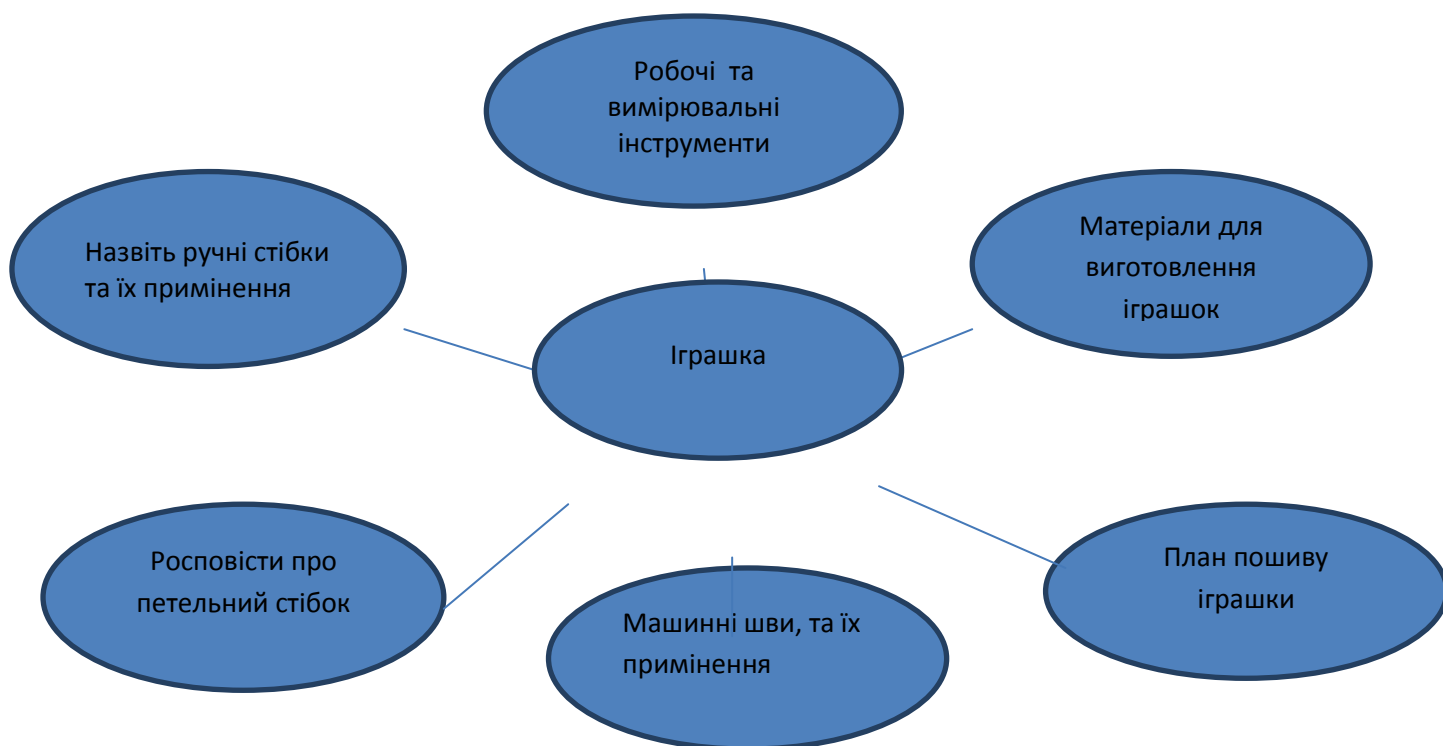 Робочі та
вимірювальні
інструменти
Назвіть ручні стібки
та їх примінення
Матеріали для
виготовлення
іграшок
Іграшка
Росповісти про
петельний стібок
Машинні шви, та їх
примінення
План пошиву
іграшки